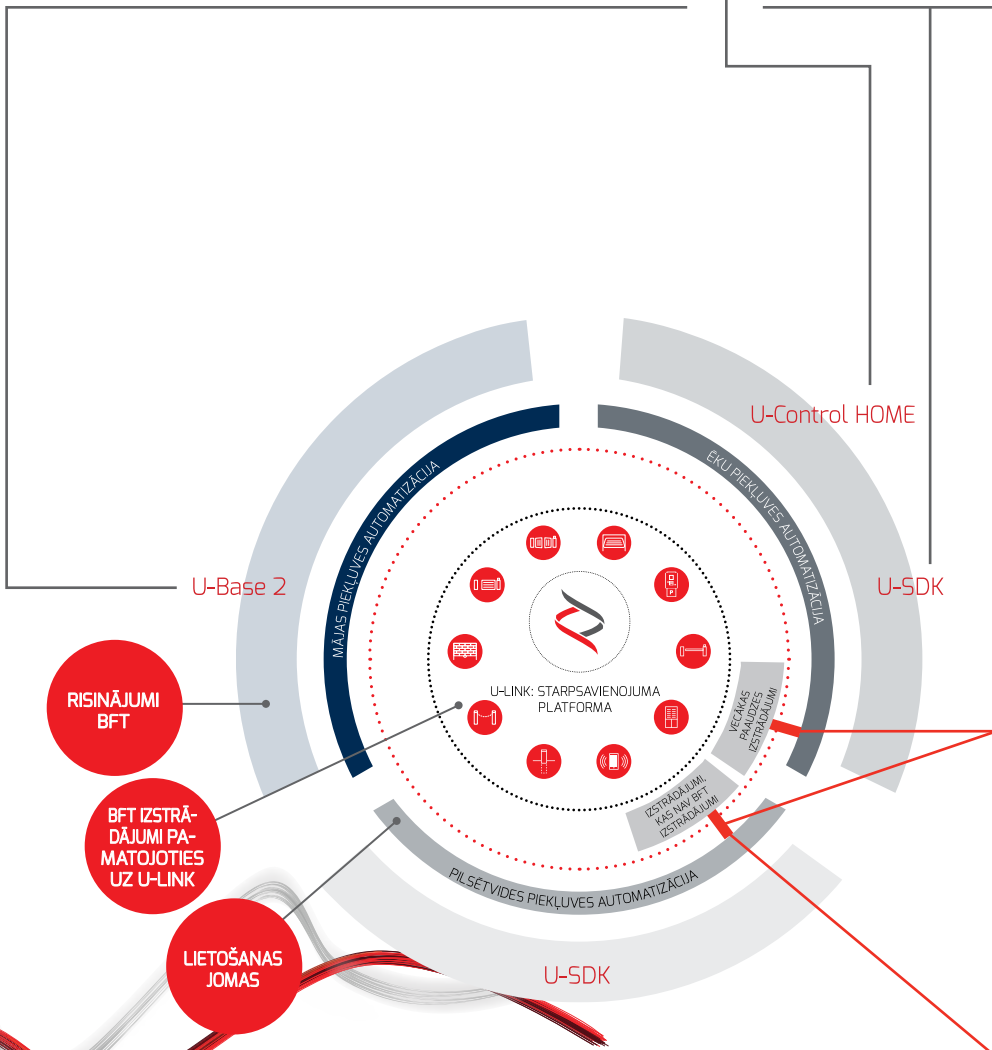 U-Control HOME
ĒKU PIEKĻUVES AUTOMATIZĀCIJA
MĀJAS PIEKĻUVES AUTOMATIZĀCIJA
U-Base 2
U-SDK
P
U-LINK: STARPSAVIENOJUMA
PLATFORMA
RISINĀJUMI
BFT
VECĀKAS
PAAUDZES
IZSTRĀDĀJUMI
IZSTRĀDĀJUMI,
KAS NAV BFT
IZSTRĀDĀJUMI
BFT IZSTRĀ-
DĀJUMI PA-
MATOJOTIES
UZ U-LINK
PILSĒTVIDES PIEKĻUVES AUTOMATIZĀCIJA
LIETOŠANAS
JOMAS
U-SDK